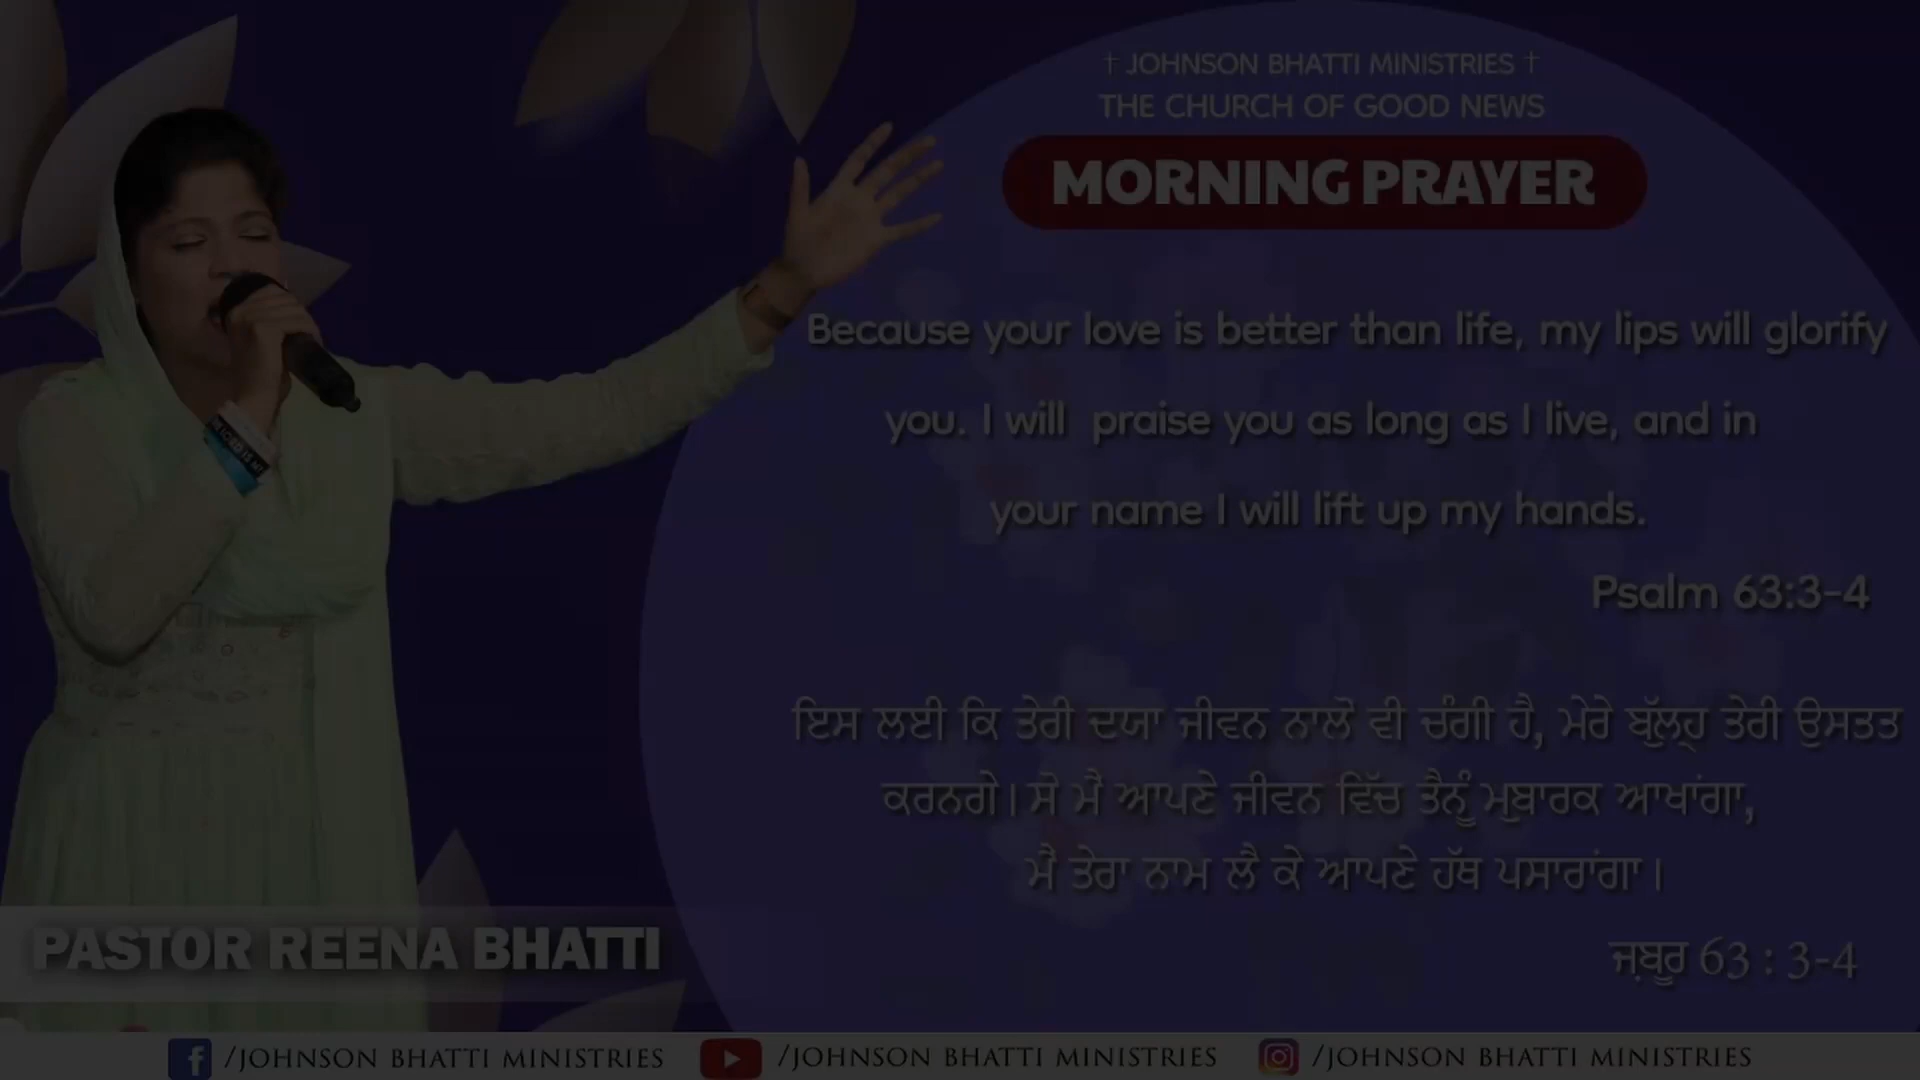 † JOHNSON BHATTI MINISTRIES †
THE CHURCH OF GOOD NEWS
MORNING PRAYER
Because your love is better than life, my lips will glorify
you. I will praise you as long as I live, and in
your name I will lift up my hands.
Psalm 63:3-4
ਇਸ ਲਈ ਕਿ ਤੇਰੀ ਦਯਾ ਜੀਵਨ ਨਾਲੋਂ ਵੀ ਚੰਗੀ ਹੈ, ਮੇਰੇ ਬੁੱਲ੍ਹ ਤੇਰੀ ਉਸਤਤ
ਕਰਨਗੇ। ਸੋ ਮੈਂ ਆਪਣੇ ਜੀਵਨ ਵਿੱਚ ਤੈਨੂੰ ਮੁਬਾਰਕ ਆਖਾਂਗਾ,
ਮੈਂ ਤੇਰਾ ਨਾਮ ਲੈ ਕੇ ਆਪਣੇ ਹੱਥ ਪਸਾਰਾਂਗਾ।
ਜ਼ਬੂਰ 63 : 3-4
PASTOR REENA BHATTI
/JOHNSON BHATTI MINISTRIES /JOHNSON BHATTI MINISTRIES /JOHNSON BHATTI MINISTRIES